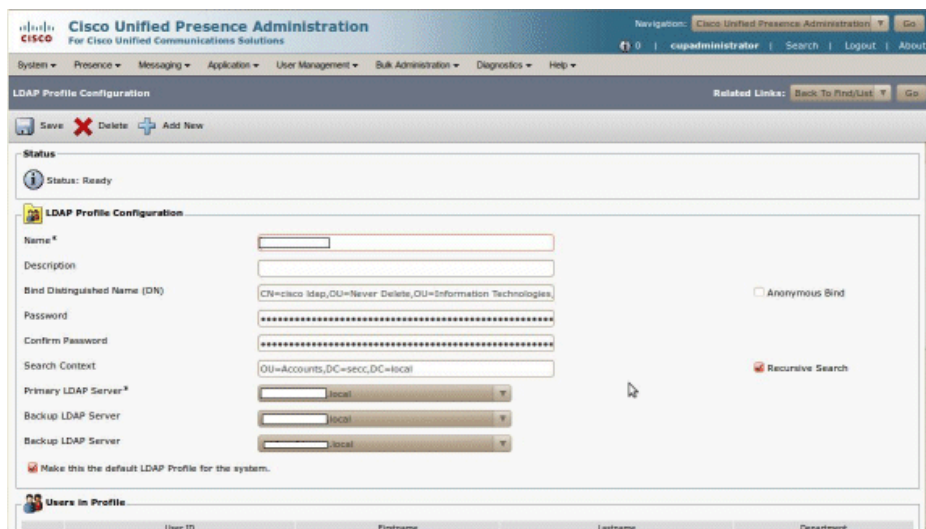 Cisco Unified Presence Administration
Navigation: Cisco Unified Presence Administration Go
CISCO For Cisco Unified Communications Solutions
0 | cupadministrator | Search | Logout | About
System Presence Messaging Application User Management Bulk Administration Diagnostics Help
LDAP Profile Configuration Related Links: Back To Find/List Go
Save Delete Add New
Status
Status: Ready
LDAP Profile Configuration
Name*
Description
Bind Distinguished Name (DN) CN=cisco ldap,OU=Never Delete,OU=Information Technologies, Anonymous Bind
Password
Confirm Password
Search Context OU=Accounts,DC=secc,DC=local Recursive Search
Primary LDAP Server* .local
Backup LDAP Server .local
Backup LDAP Server .local
Make this the default LDAP Profile for the system.
Users in Profile
User ID Firstname Lastname Department